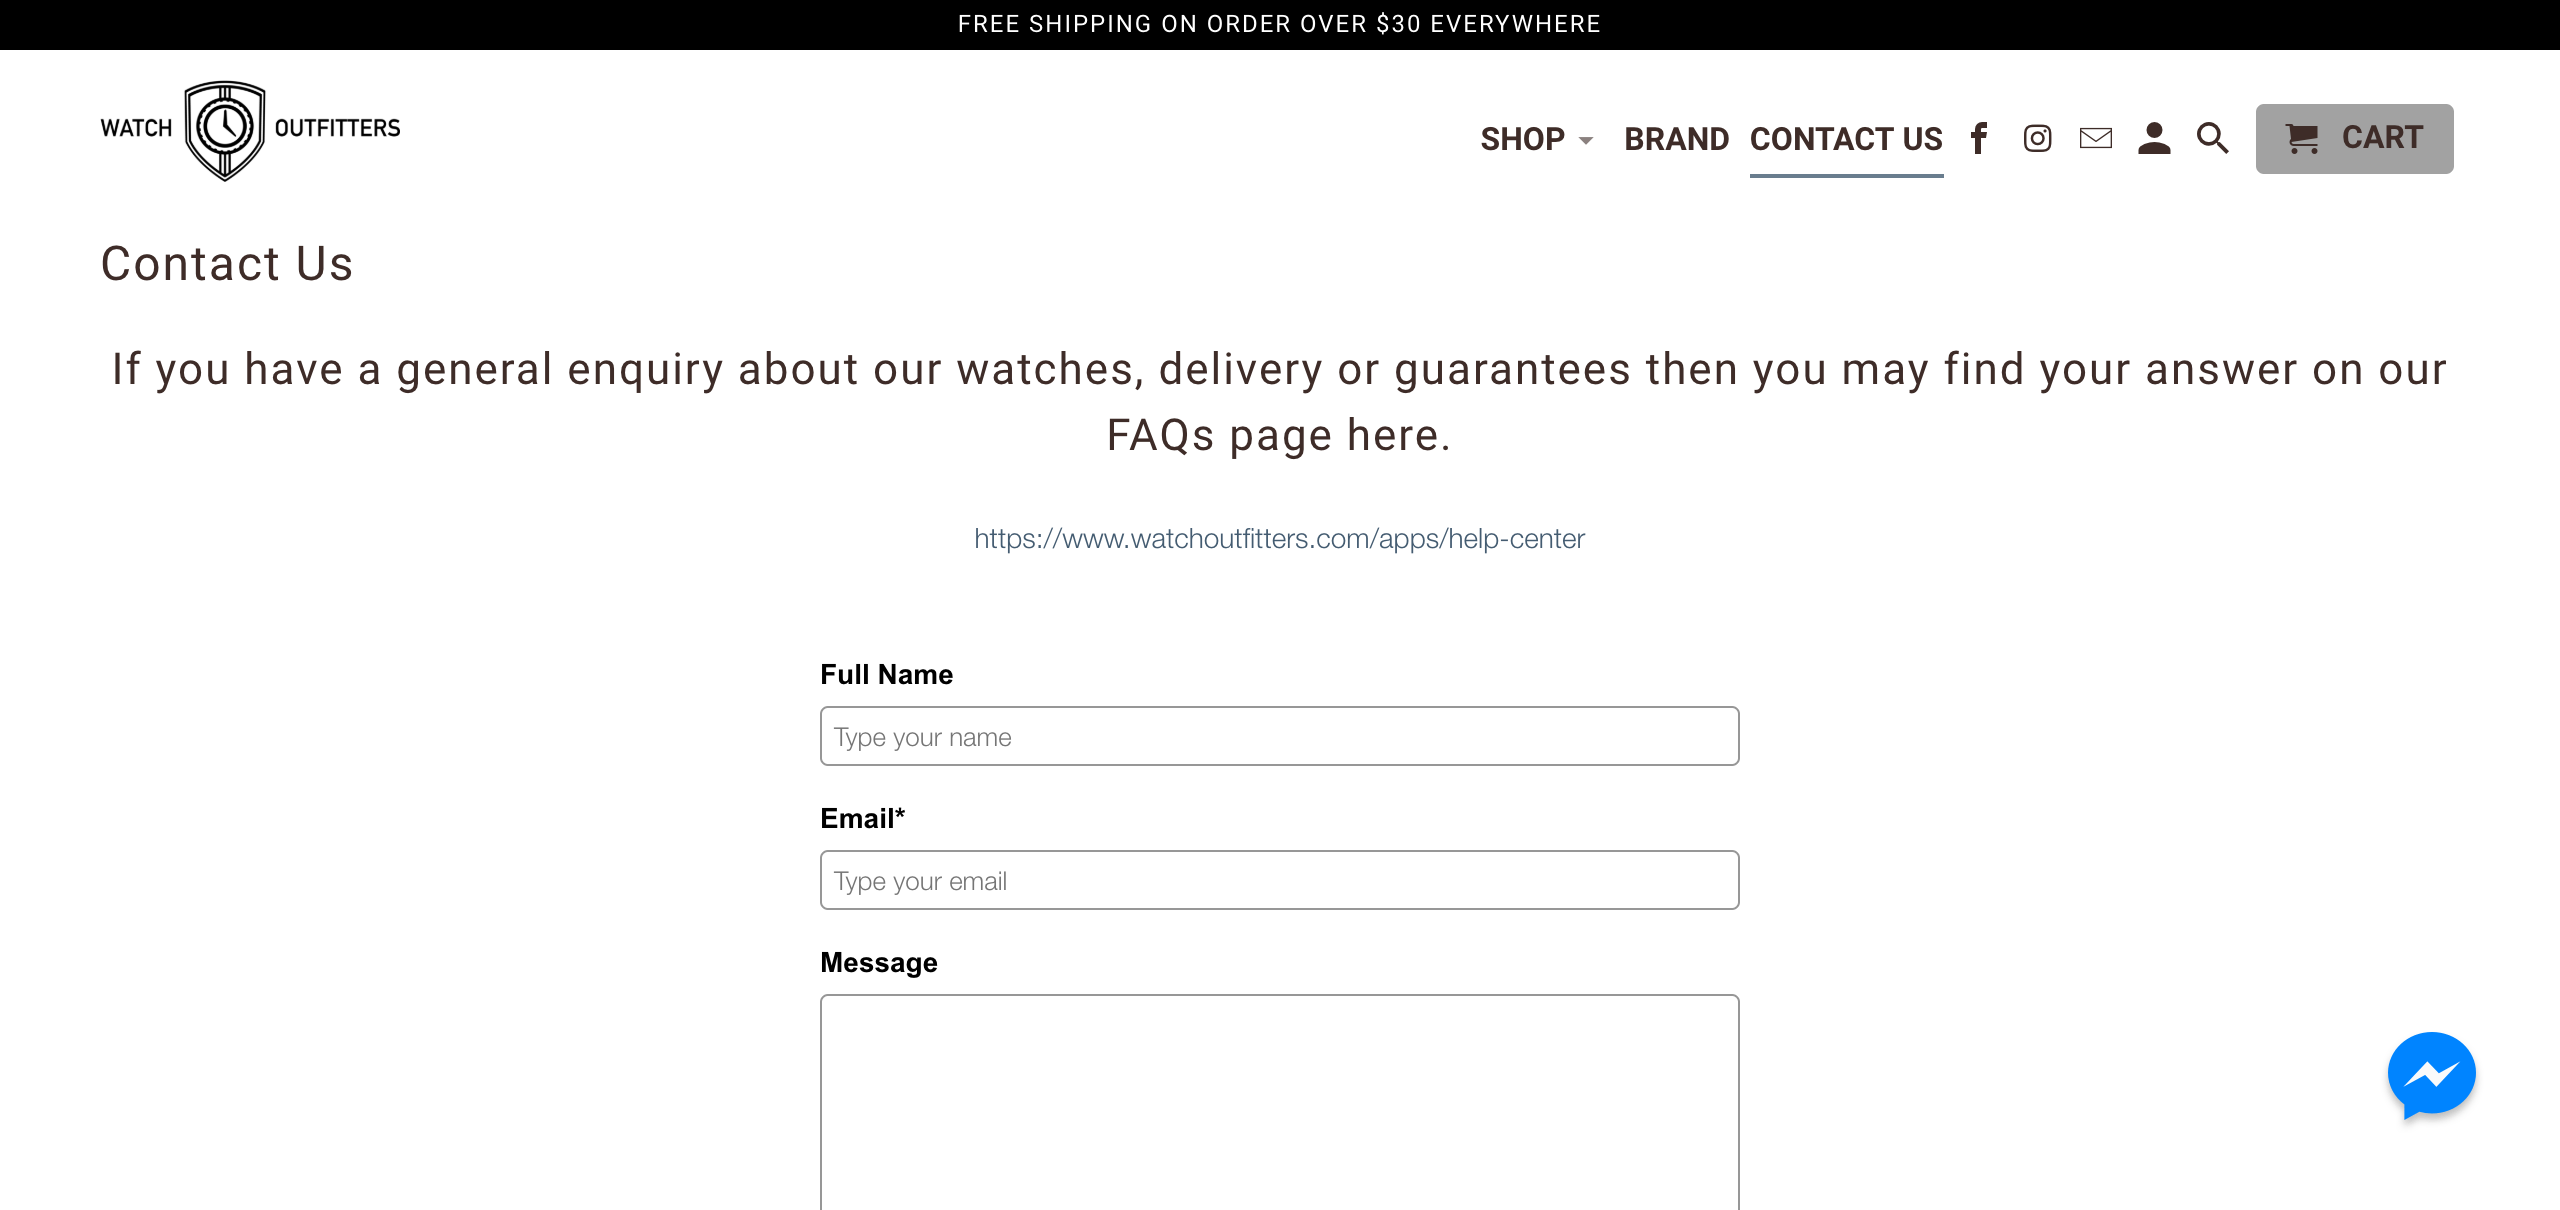 FREE SHIPPING ON ORDER OVER $30 EVERYWHERE
WATCH OUTFITTERS
SHOP BRAND CONTACT US CART
Contact Us
If you have a general enquiry about our watches, delivery or guarantees then you may find your answer on our
FAQs page here.
https://www.watchoutfitters.com/apps/help-center
Full Name
Type your name
Email*
Type your email
Message